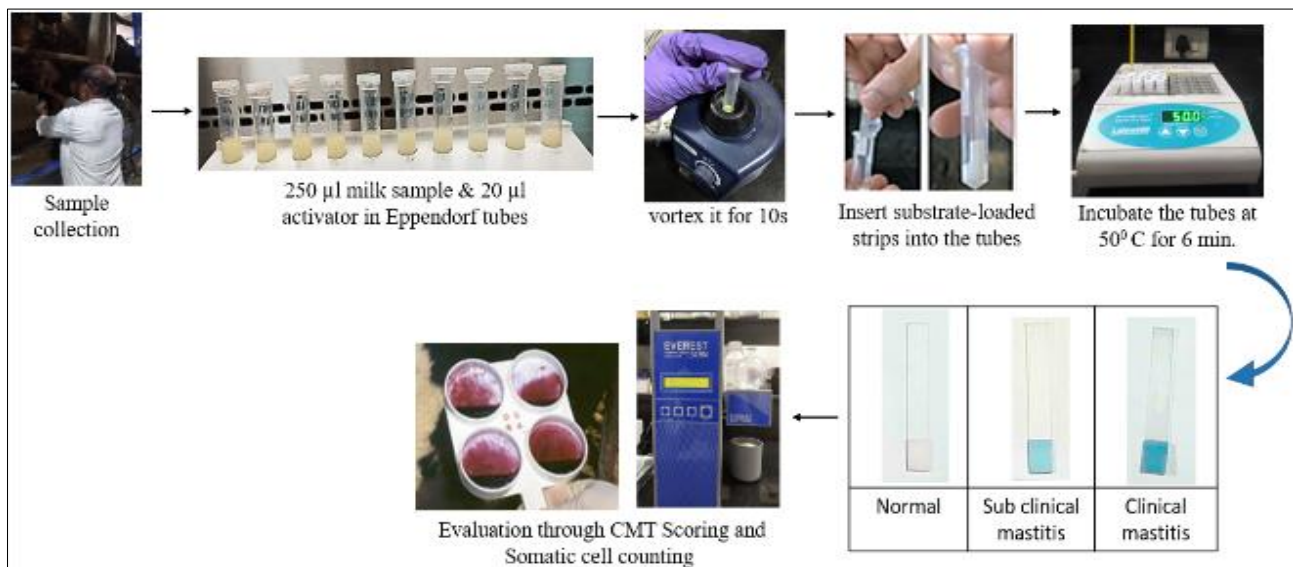 Sample
collection
250 µl milk sample & 20 µl
activator in Eppendorf tubes
vortex it for 10s
Insert substrate-loaded
strips into the tubes
50.0
Incubate the tubes at
50⁰ C for 6 min.
EVEREST
Evaluation through CMT Scoring and
Somatic cell counting
Normal
Sub clinical
mastitis
Clinical
mastitis